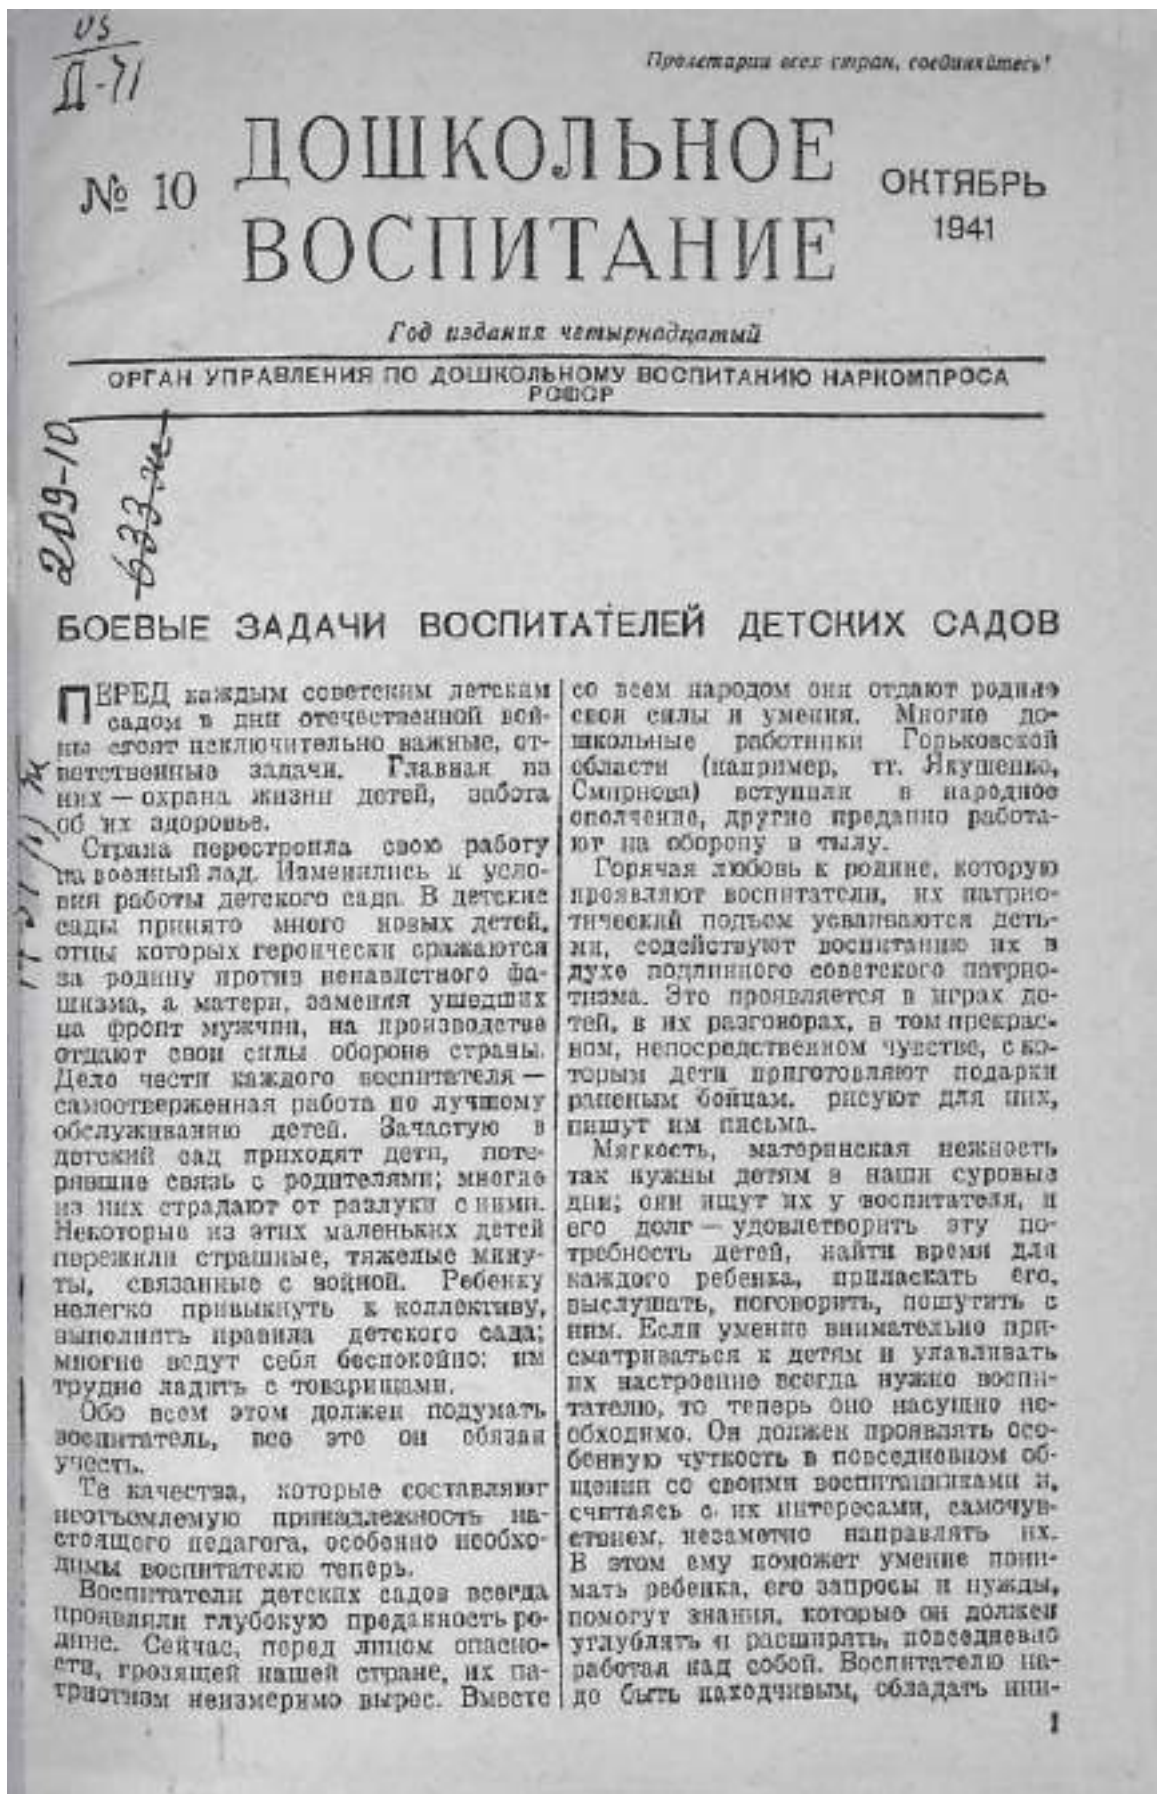 Д-71
Пролетарии всех стран, соединяйтесь!
№ 10
ДОШКОЛЬНОЕ
ВОСПИТАНИЕ
ОКТЯБРЬ
1941
Год издания четырнадцатый
ОРГАН УПРАВЛЕНИЯ ПО ДОШКОЛЬНОМУ ВОСПИТАНИЮ НАРКОМПРОСА
РСФСР
209-10
633
БОЕВЫЕ ЗАДАЧИ ВОСПИТАТЕЛЕЙ ДЕТСКИХ САДОВ
ПЕРЕД каждым советским детским
садом в дни отечественной вой-
ны стоят исключительно важные, от-
ветственные задачи. Главная из
них — охрана жизни детей, забота
об их здоровье.
Страна перестроила свою работу
на военный лад. Изменились и усло-
вия работы детского сада. В детские
сады принято много новых детей,
отцы которых героически сражаются
за родину против ненавистного фа-
шизма, а матери, заменяя ушедших
на фронт мужчин, на производстве
отдают свои силы обороне страны.
Дело чести каждого воспитателя —
самоотверженная работа по лучшему
обслуживанию детей. Зачастую в
детский сад приходят дети, поте-
рявшие связь с родителями; многие
из них страдают от разлуки с ними.
Некоторые из этих маленьких детей
пережили страшные, тяжелые мину-
ты, связанные с войной. Ребенку
нелегко привыкнуть к коллективу,
выполнять правила детского сада;
многие ведут себя беспокойно; им
трудно ладить с товарищами.
Обо всем этом должен подумать
воспитатель, все это он обязан
учесть.
Те качества, которые составляют
неотъемлемую принадлежность на-
стоящего педагога, особенно необхо-
димы воспитателю теперь.
Воспитатели детских садов всегда
проявляли глубокую преданность ро-
дине. Сейчас, перед лицом опасно-
сти, грозящей нашей стране, их па-
триотизм неизмеримо вырос. Вместе
со всем народом они отдают родине
свои силы и умения. Многие до-
школьные работники Горьковской
области (например, тт. Якушенко,
Смирнова) вступили в народное
ополчение, другие преданно работа-
ют на оборону в тылу.
Горячая любовь к родине, которую
проявляют воспитатели, их патрио-
тический подъем усваиваются деть-
ми, содействуют воспитанию их в
духе подлинного советского патрио-
тизма. Это проявляется в играх де-
тей, в их разговорах, в том прекрас-
ном, непосредственном чувстве, с ко-
торым дети приготовляют подарки
раненым бойцам, рисуют для них,
пишут им письма.
Мягкость, материнская нежность
так нужны детям в наши суровые
дни; они ищут их у воспитателя, и
его долг — удовлетворить эту по-
требность детей, найти время для
каждого ребенка, приласкать его,
выслушать, поговорить, пошутить с
ним. Если умение внимательно при-
сматриваться к детям и улавливать
их настроение всегда нужно воспи-
тателю, то теперь оно насущно не-
обходимо. Он должен проявлять осо-
бенную чуткость в повседневном об-
щении со своими воспитанниками и,
считаясь с их интересами, самочув-
ствием, незаметно направлять их.
В этом ему поможет умение пони-
мать ребенка, его запросы и нужды,
помогут знания, которые он должен
углублять и расширять, повседневно
работая над собой. Воспитателю на-
до быть находчивым, обладать ини-
1